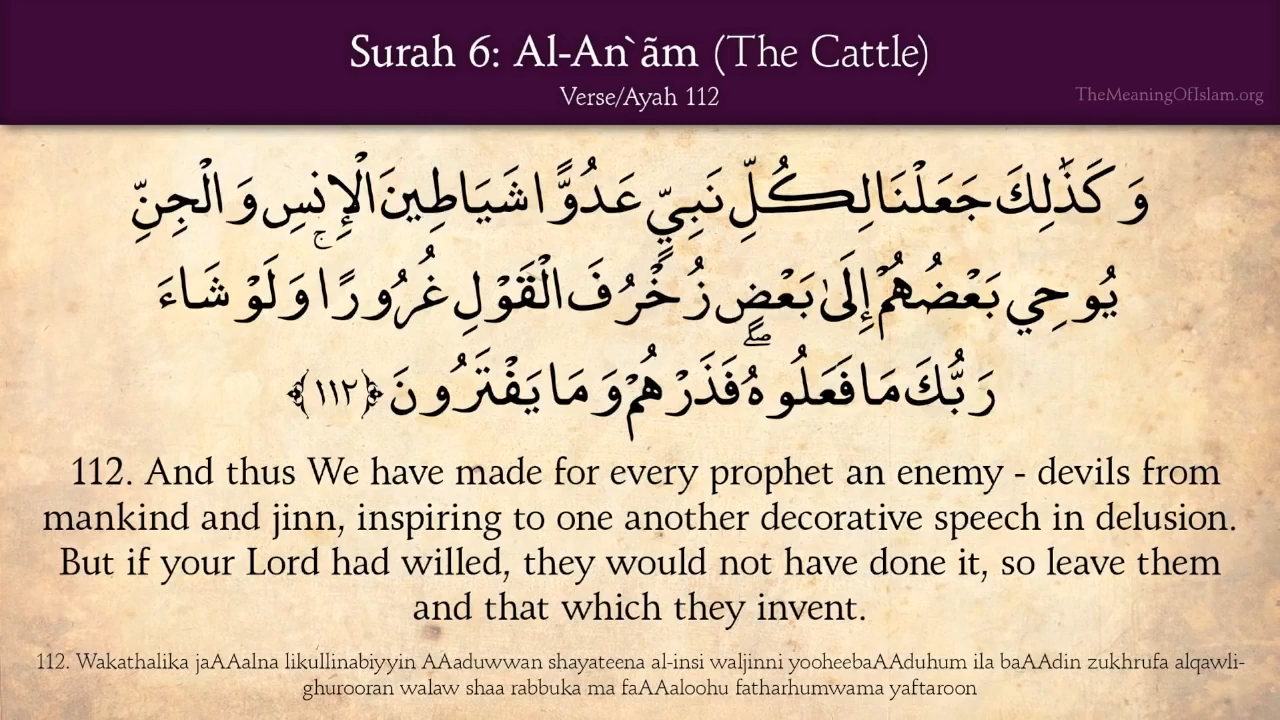 Surah 6: Al-An`ãm (The Cattle)
Verse/Ayah 112
TheMeaningOfIslam.org
وَكَذَٰلِكَ جَعَلْنَا لِكُلِّ نَبِيٍّ عَدُوًّا شَيَاطِينَ الْإِنسِ وَالْجِنِّ
يُوحِي بَعْضُهُمْ إِلَىٰ بَعْضٍ زُخْرُفَ الْقَوْلِ غُرُورًا ۚ وَلَوْ شَاءَ
رَبُّكَ مَا فَعَلُوهُ ۖ فَذَرْهُمْ وَمَا يَفْتَرُونَ ﴿١١٢﴾
112. And thus We have made for every prophet an enemy - devils from
mankind and jinn, inspiring to one another decorative speech in delusion.
But if your Lord had willed, they would not have done it, so leave them
and that which they invent.
112. Wakathalika jaAAalna likullinabiyyin AAaduwwan shayateena al-insi waljinni yooheebaAAduhum ila baAAdin zukhrufa alqawli-
ghurooran walaw shaa rabbuka ma faAAaloohu fatharhumwama yaftaroon